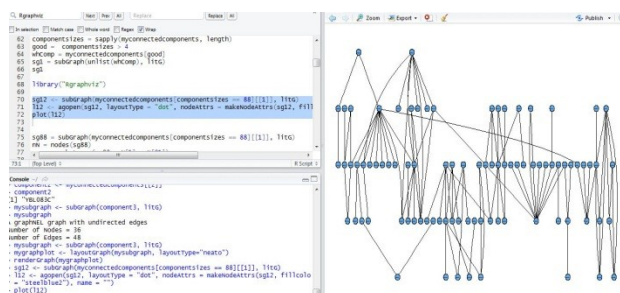 Rgraphviz Next Prev All Replace Replace All
In selection Match case Whole word Regex Wrap
62 componentsizes = sapply(myconnectedcomponents, length)
63 good = componentsizes > 4
64 whComp = myconnectedcomponents[good]
65 sg1 = subGraph(unlist(whComp), litG)
66 sg1
67
68 library("Rgraphviz")
69
70 sg12 <- subGraph(myconnectedcomponents[componentsizes == 88][[1]], litG)
71 l12 <- agopen(sg12, layoutType = "dot", nodeAttrs = makeNodeAttrs(sg12, fill
72 plot(l12)
73
74
75 sg88 = subGraph(myconnectedcomponents[componentsizes == 88][[1]], litG)
76 nN = nodes(sg88)
73:1 (Top Level) R Script
Console
> component1 <- myconnectedcomponents[[1]]
> component2
[1] "YBL083C"
> mysubgraph <- subGraph(component3, litG)
> mysubgraph
A graphNEL graph with undirected edges
Number of Nodes = 36
Number of Edges = 48
> mysubgraph <- subGraph(component3, litG)
> mygraphplot <- layoutGraph(mysubgraph, layoutType="neato")
> renderGraph(mygraphplot)
> sg12 <- subGraph(myconnectedcomponents[componentsizes == 88][[1]], litG)
> l12 <- agopen(sg12, layoutType = "dot", nodeAttrs = makeNodeAttrs(sg12, fillcolo
r = "steelblue2"), name = "")
> plot(l12)
Zoom Export Publish